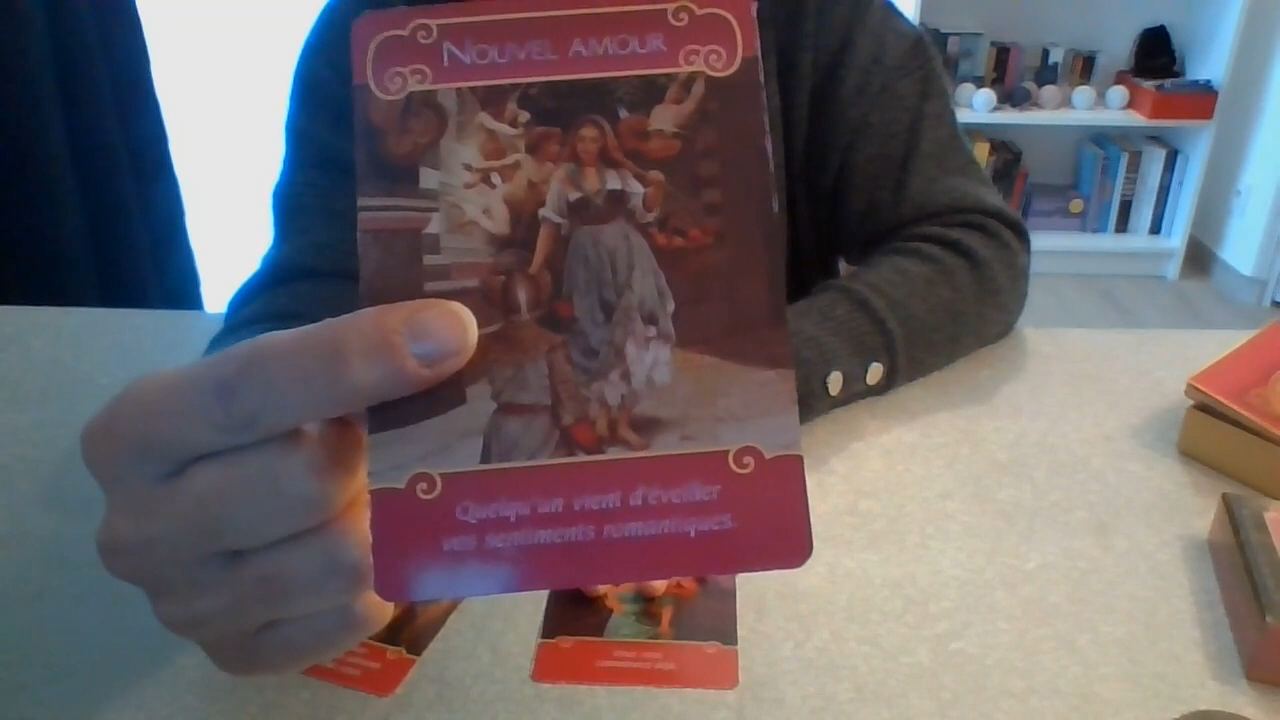 NOUVEL AMOUR
Quelqu'un vient d'éveiller
vos sentiments romantiques.